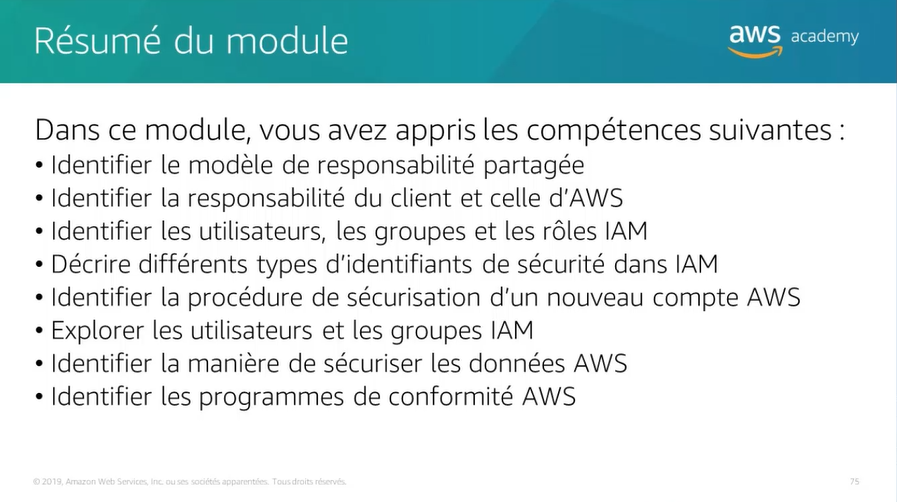 Résumé du module
aws academy
Dans ce module, vous avez appris les compétences suivantes :
• Identifier le modèle de responsabilité partagée
• Identifier la responsabilité du client et celle d’AWS
• Identifier les utilisateurs, les groupes et les rôles IAM
• Décrire différents types d’identifiants de sécurité dans IAM
• Identifier la procédure de sécurisation d’un nouveau compte AWS
• Explorer les utilisateurs et les groupes IAM
• Identifier la manière de sécuriser les données AWS
• Identifier les programmes de conformité AWS
© 2019, Amazon Web Services, Inc. ou ses sociétés apparentées. Tous droits réservés.
75